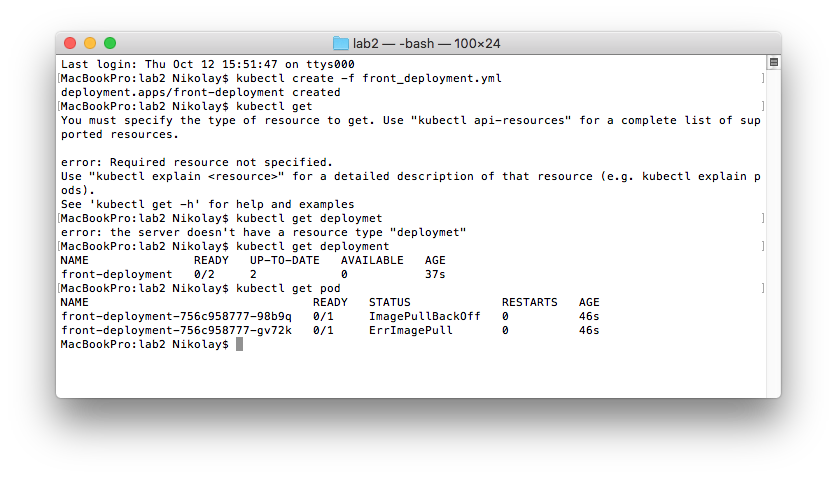 lab2 — -bash — 100×24
Last login: Thu Oct 12 15:51:47 on ttys000
[MacBookPro:lab2 Nikolay$ kubectl create -f front_deployment.yml ]
deployment.apps/front-deployment created
[MacBookPro:lab2 Nikolay$ kubectl get ]
You must specify the type of resource to get. Use "kubectl api-resources" for a complete list of sup
ported resources.
error: Required resource not specified.
Use "kubectl explain <resource>" for a detailed description of that resource (e.g. kubectl explain p
ods).
See 'kubectl get -h' for help and examples
[MacBookPro:lab2 Nikolay$ kubectl get deploymet ]
error: the server doesn't have a resource type "deploymet"
[MacBookPro:lab2 Nikolay$ kubectl get deployment ]
NAME READY UP-TO-DATE AVAILABLE AGE
front-deployment 0/2 2 0 37s
[MacBookPro:lab2 Nikolay$ kubectl get pod ]
NAME READY STATUS RESTARTS AGE
front-deployment-756c958777-98b9q 0/1 ImagePullBackOff 0 46s
front-deployment-756c958777-gv72k 0/1 ErrImagePull 0 46s
MacBookPro:lab2 Nikolay$